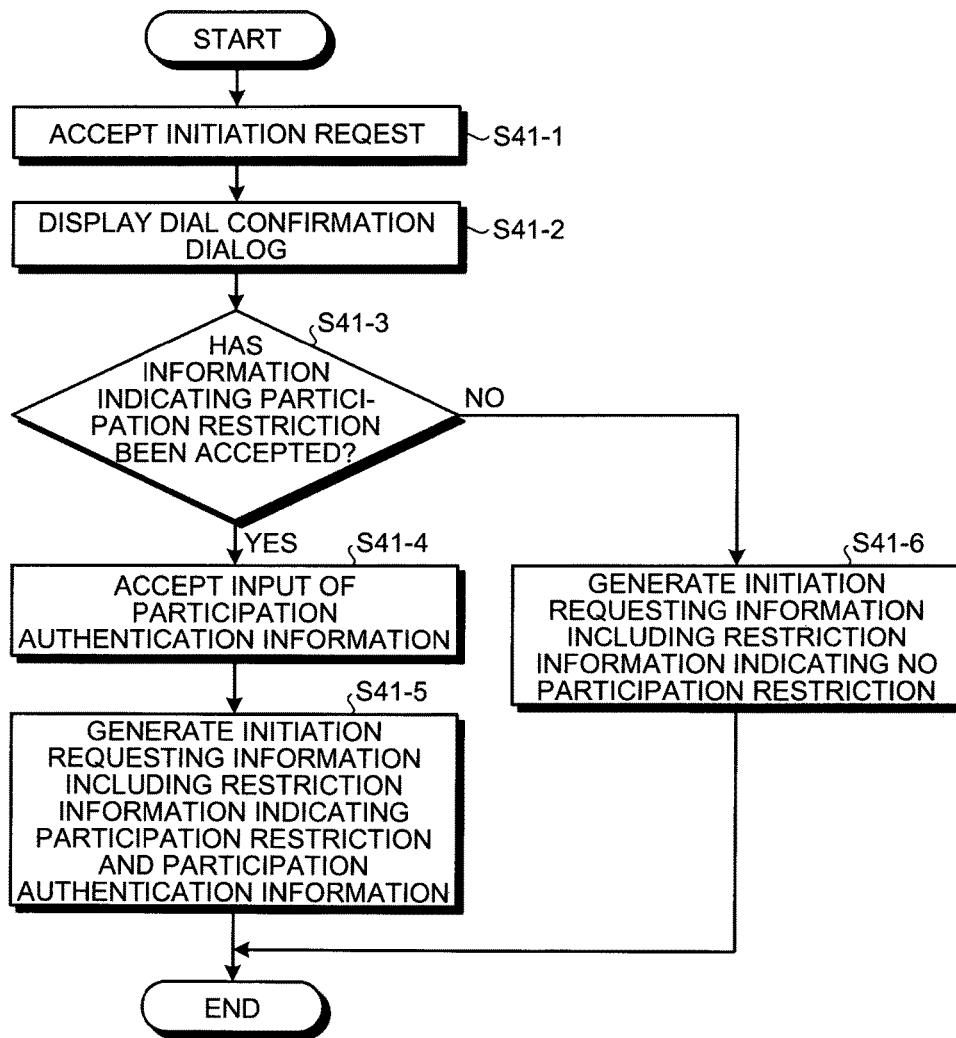 START
ACCEPT INITIATION REQEST
S41-1
DISPLAY DIAL CONFIRMATION
DIALOG
S41-2
S41-3
HAS
INFORMATION
INDICATING PARTICI-
PATION RESTRICTION
BEEN ACCEPTED?
NO
YES
S41-4
ACCEPT INPUT OF
PARTICIPATION
AUTHENTICATION INFORMATION
S41-6
GENERATE INITIATION
REQUESTING INFORMATION
INCLUDING RESTRICTION
INFORMATION INDICATING NO
PARTICIPATION RESTRICTION
S41-5
GENERATE INITIATION
REQUESTING INFORMATION
INCLUDING RESTRICTION
INFORMATION INDICATING
PARTICIPATION RESTRICTION
AND PARTICIPATION
AUTHENTICATION INFORMATION
END